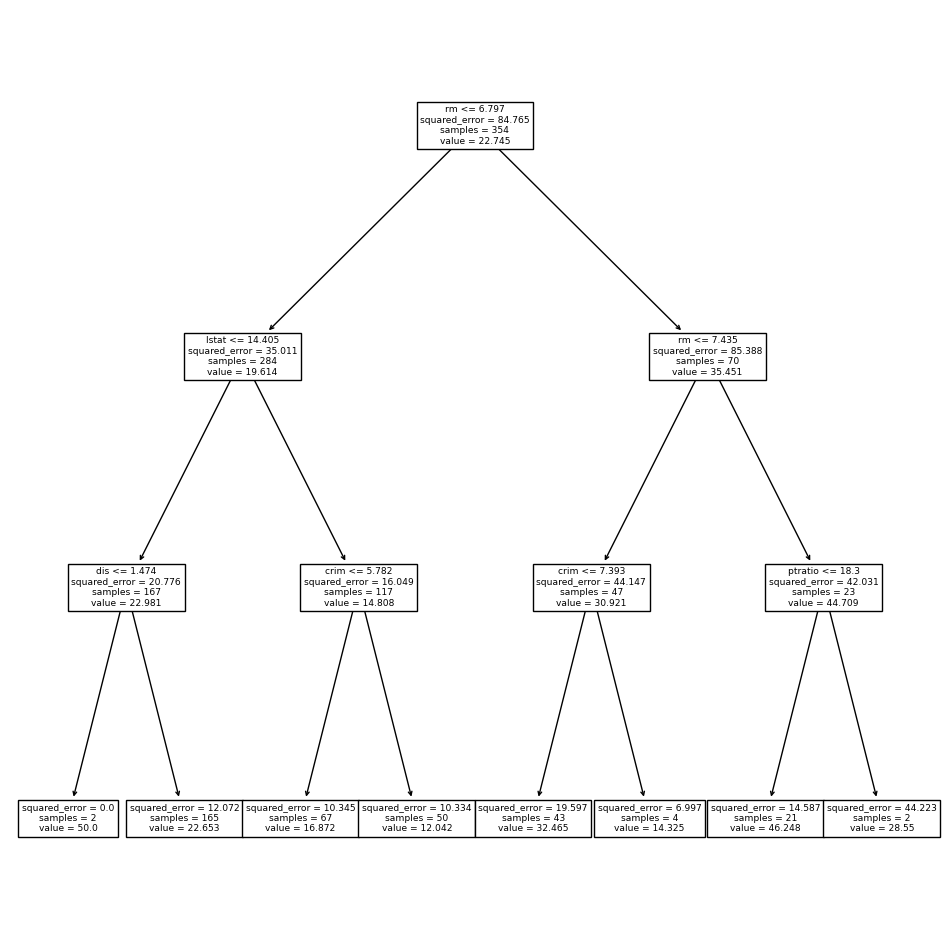 rm <= 6.797
squared_error = 84.765
samples = 354
value = 22.745
lstat <= 14.405
squared_error = 35.011
samples = 284
value = 19.614
rm <= 7.435
squared_error = 85.388
samples = 70
value = 35.451
dis <= 1.474
squared_error = 20.776
samples = 167
value = 22.981
crim <= 5.782
squared_error = 16.049
samples = 117
value = 14.808
crim <= 7.393
squared_error = 44.147
samples = 47
value = 30.921
ptratio <= 18.3
squared_error = 42.031
samples = 23
value = 44.709
squared_error = 0.0
samples = 2
value = 50.0
squared_error = 12.072
samples = 165
value = 22.653
squared_error = 10.345
samples = 67
value = 16.872
squared_error = 10.334
samples = 50
value = 12.042
squared_error = 19.597
samples = 43
value = 32.465
squared_error = 6.997
samples = 4
value = 14.325
squared_error = 14.587
samples = 21
value = 46.248
squared_error = 44.223
samples = 2
value = 28.55